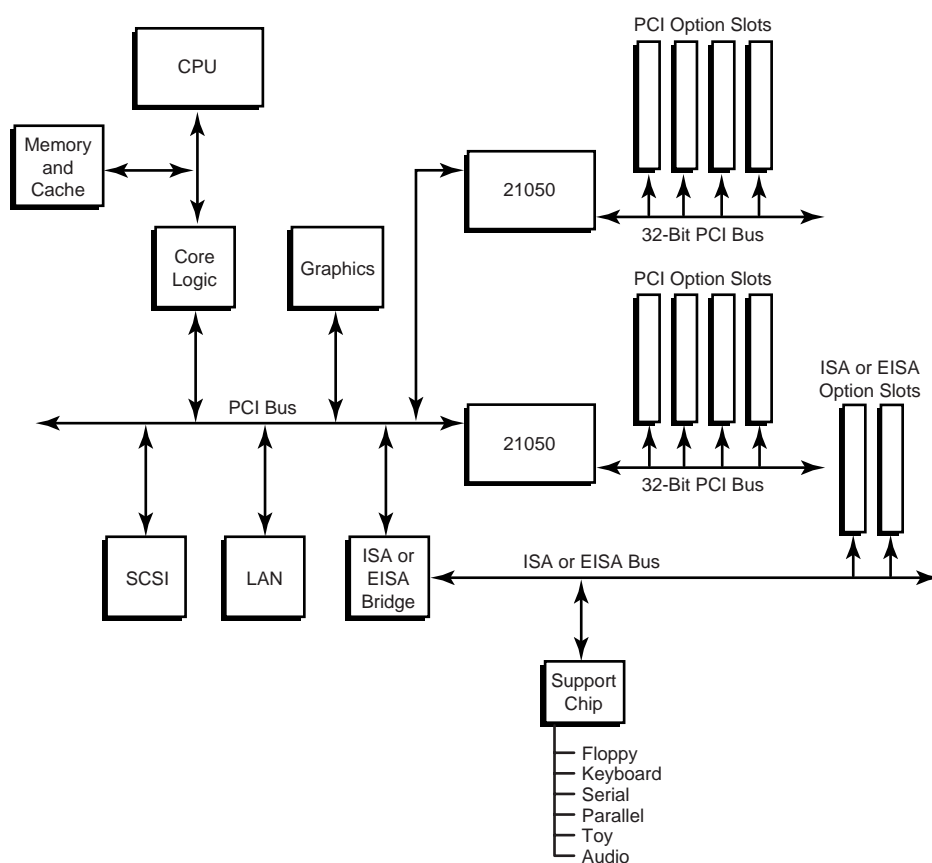 PCI Option Slots
CPU
Memory
and
Cache
21050
32-Bit PCI Bus
Core
Logic
Graphics
PCI Option Slots
ISA or EISA
Option Slots
PCI Bus
21050
32-Bit PCI Bus
SCSI
LAN
ISA or
EISA
Bridge
ISA or EISA Bus
Support
Chip
Floppy
Keyboard
Serial
Parallel
Toy
Audio